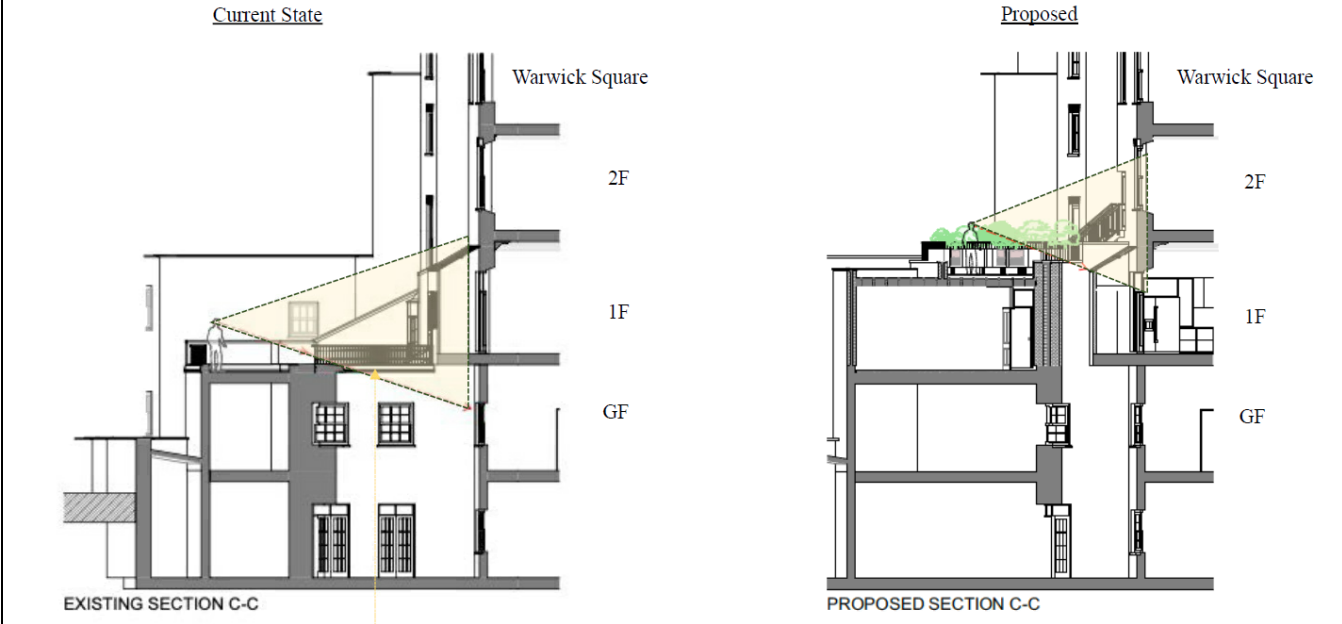 Current State
Proposed
Warwick Square
Warwick Square
2F
2F
1F
1F
GF
GF
EXISTING SECTION C-C
PROPOSED SECTION C-C